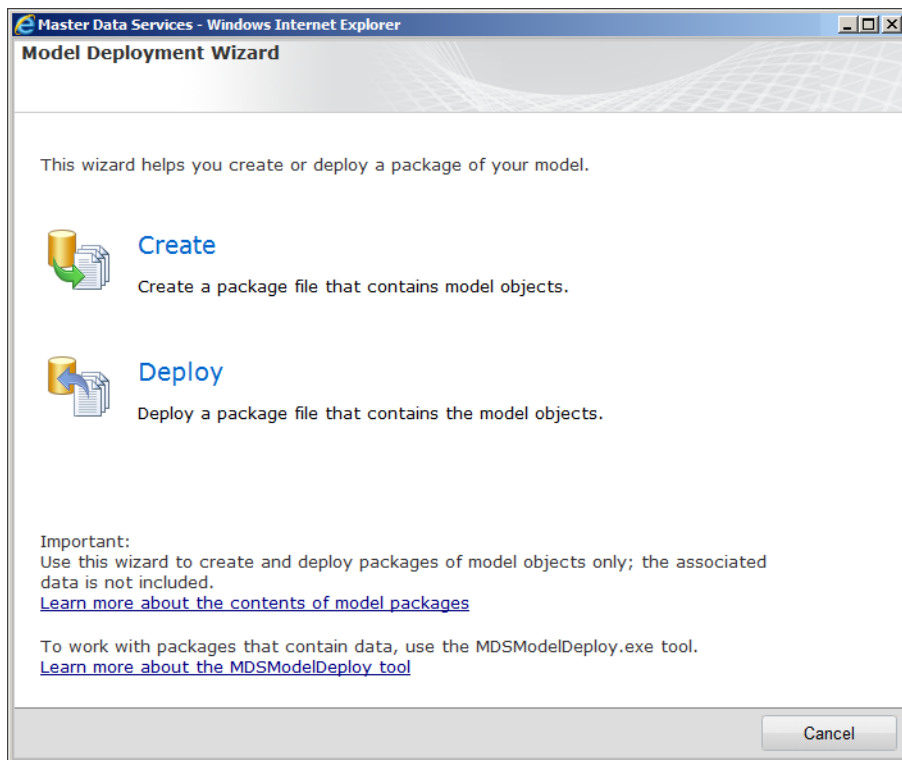 Master Data Services - Windows Internet Explorer
Model Deployment Wizard
This wizard helps you create or deploy a package of your model.
Create
Create a package file that contains model objects.
Deploy
Deploy a package file that contains the model objects.
Important:
Use this wizard to create and deploy packages of model objects only; the associated
data is not included.
Learn more about the contents of model packages
To work with packages that contain data, use the MDSModelDeploy.exe tool.
Learn more about the MDSModelDeploy tool
Cancel